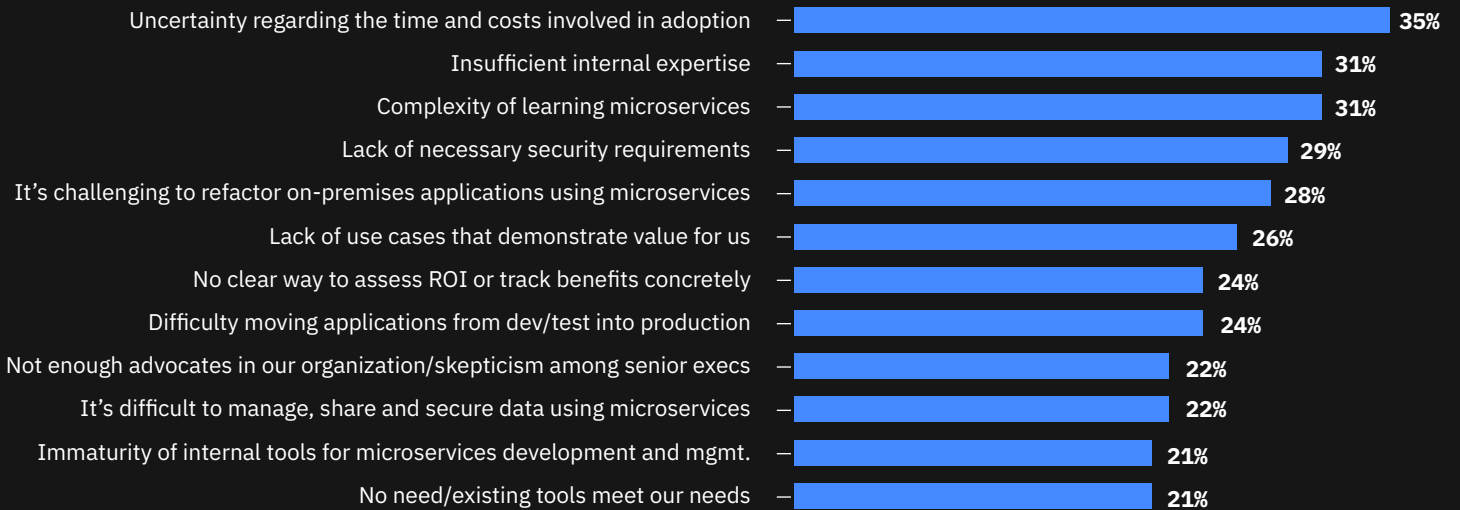 Uncertainty regarding the time and costs involved in adoption 35%
Insufficient internal expertise 31%
Complexity of learning microservices 31%
Lack of necessary security requirements 29%
It’s challenging to refactor on-premises applications using microservices 28%
Lack of use cases that demonstrate value for us 26%
No clear way to assess ROI or track benefits concretely 24%
Difficulty moving applications from dev/test into production 24%
Not enough advocates in our organization/skepticism among senior execs 22%
It’s difficult to manage, share and secure data using microservices 22%
Immaturity of internal tools for microservices development and mgmt. 21%
No need/existing tools meet our needs 21%